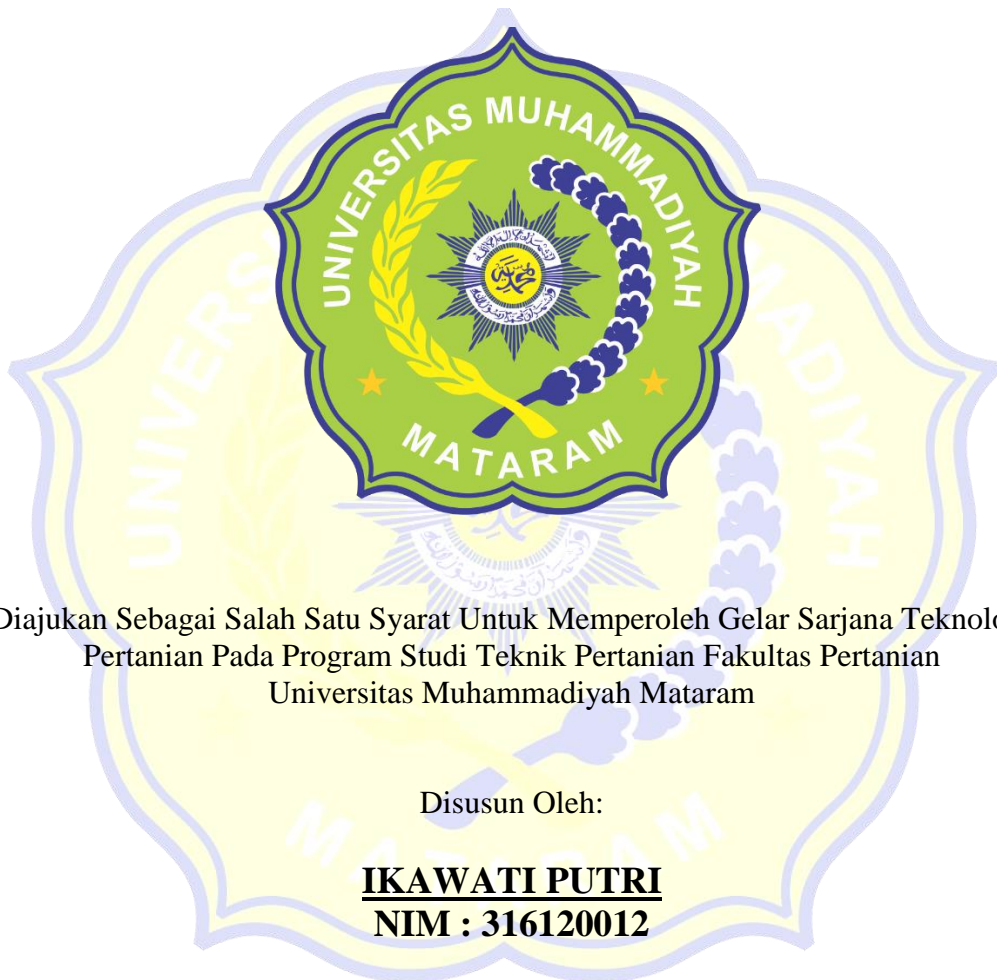 UNIVERSITAS MUHAMMADIYAH
MATARAM
Diajukan Sebagai Salah Satu Syarat Untuk Memperoleh Gelar Sarjana Teknolo
Pertanian Pada Program Studi Teknik Pertanian Fakultas Pertanian
Universitas Muhammadiyah Mataram
Disusun Oleh:
IKAWATI PUTRI
NIM : 316120012